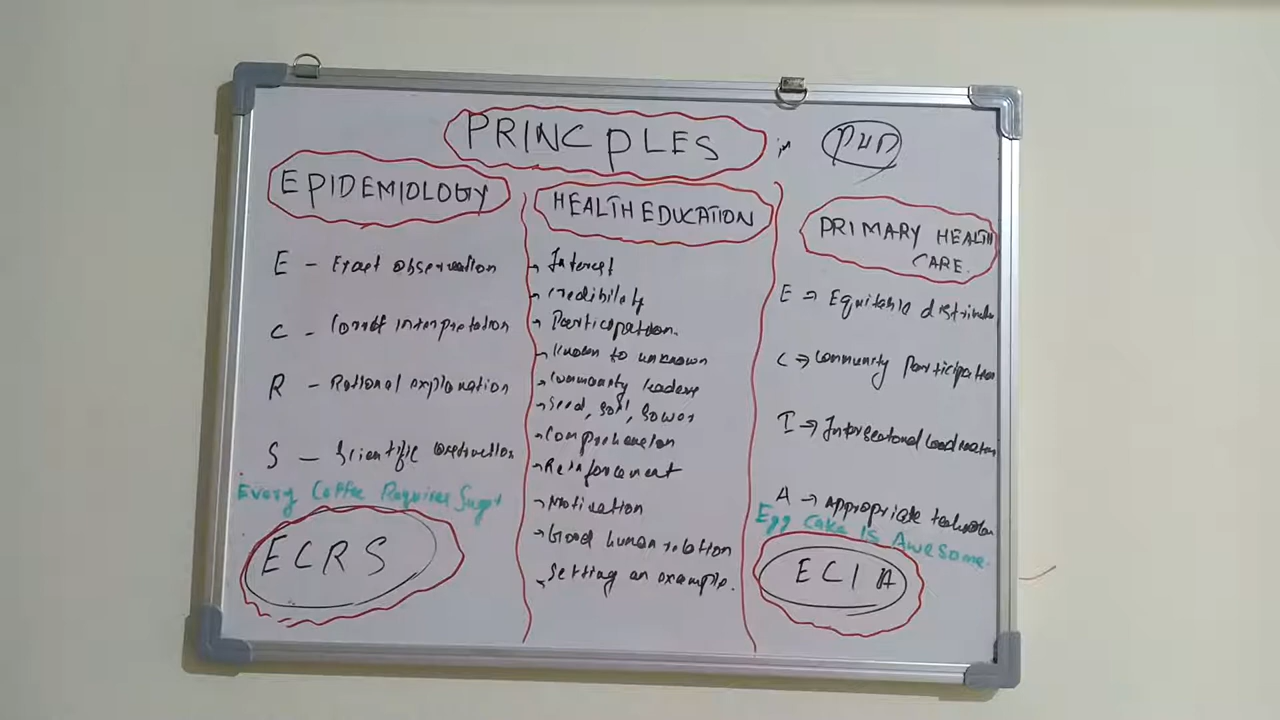 PRINCPLES in PHD
EPIDEMIOLOGY
E - Exact observation
C - Correct interpretation
R - Rational explanation
S - Scientific construction
Every Coffee Requires
ECRS
HEALTH EDUCATION
Interest
Credibility
Participation.
Known to unknown
Community leaders
Seed, soil, sower
Comprehension
Reinforcement
Motivation
Good human relation
Setting an example.
PRIMARY HEALTH
CARE.
E → Equitable distribution
C → Community Participation
I → Intersectoral Coordination
A → appropriate technology
Egg Cake Is Awesome.
ECIA